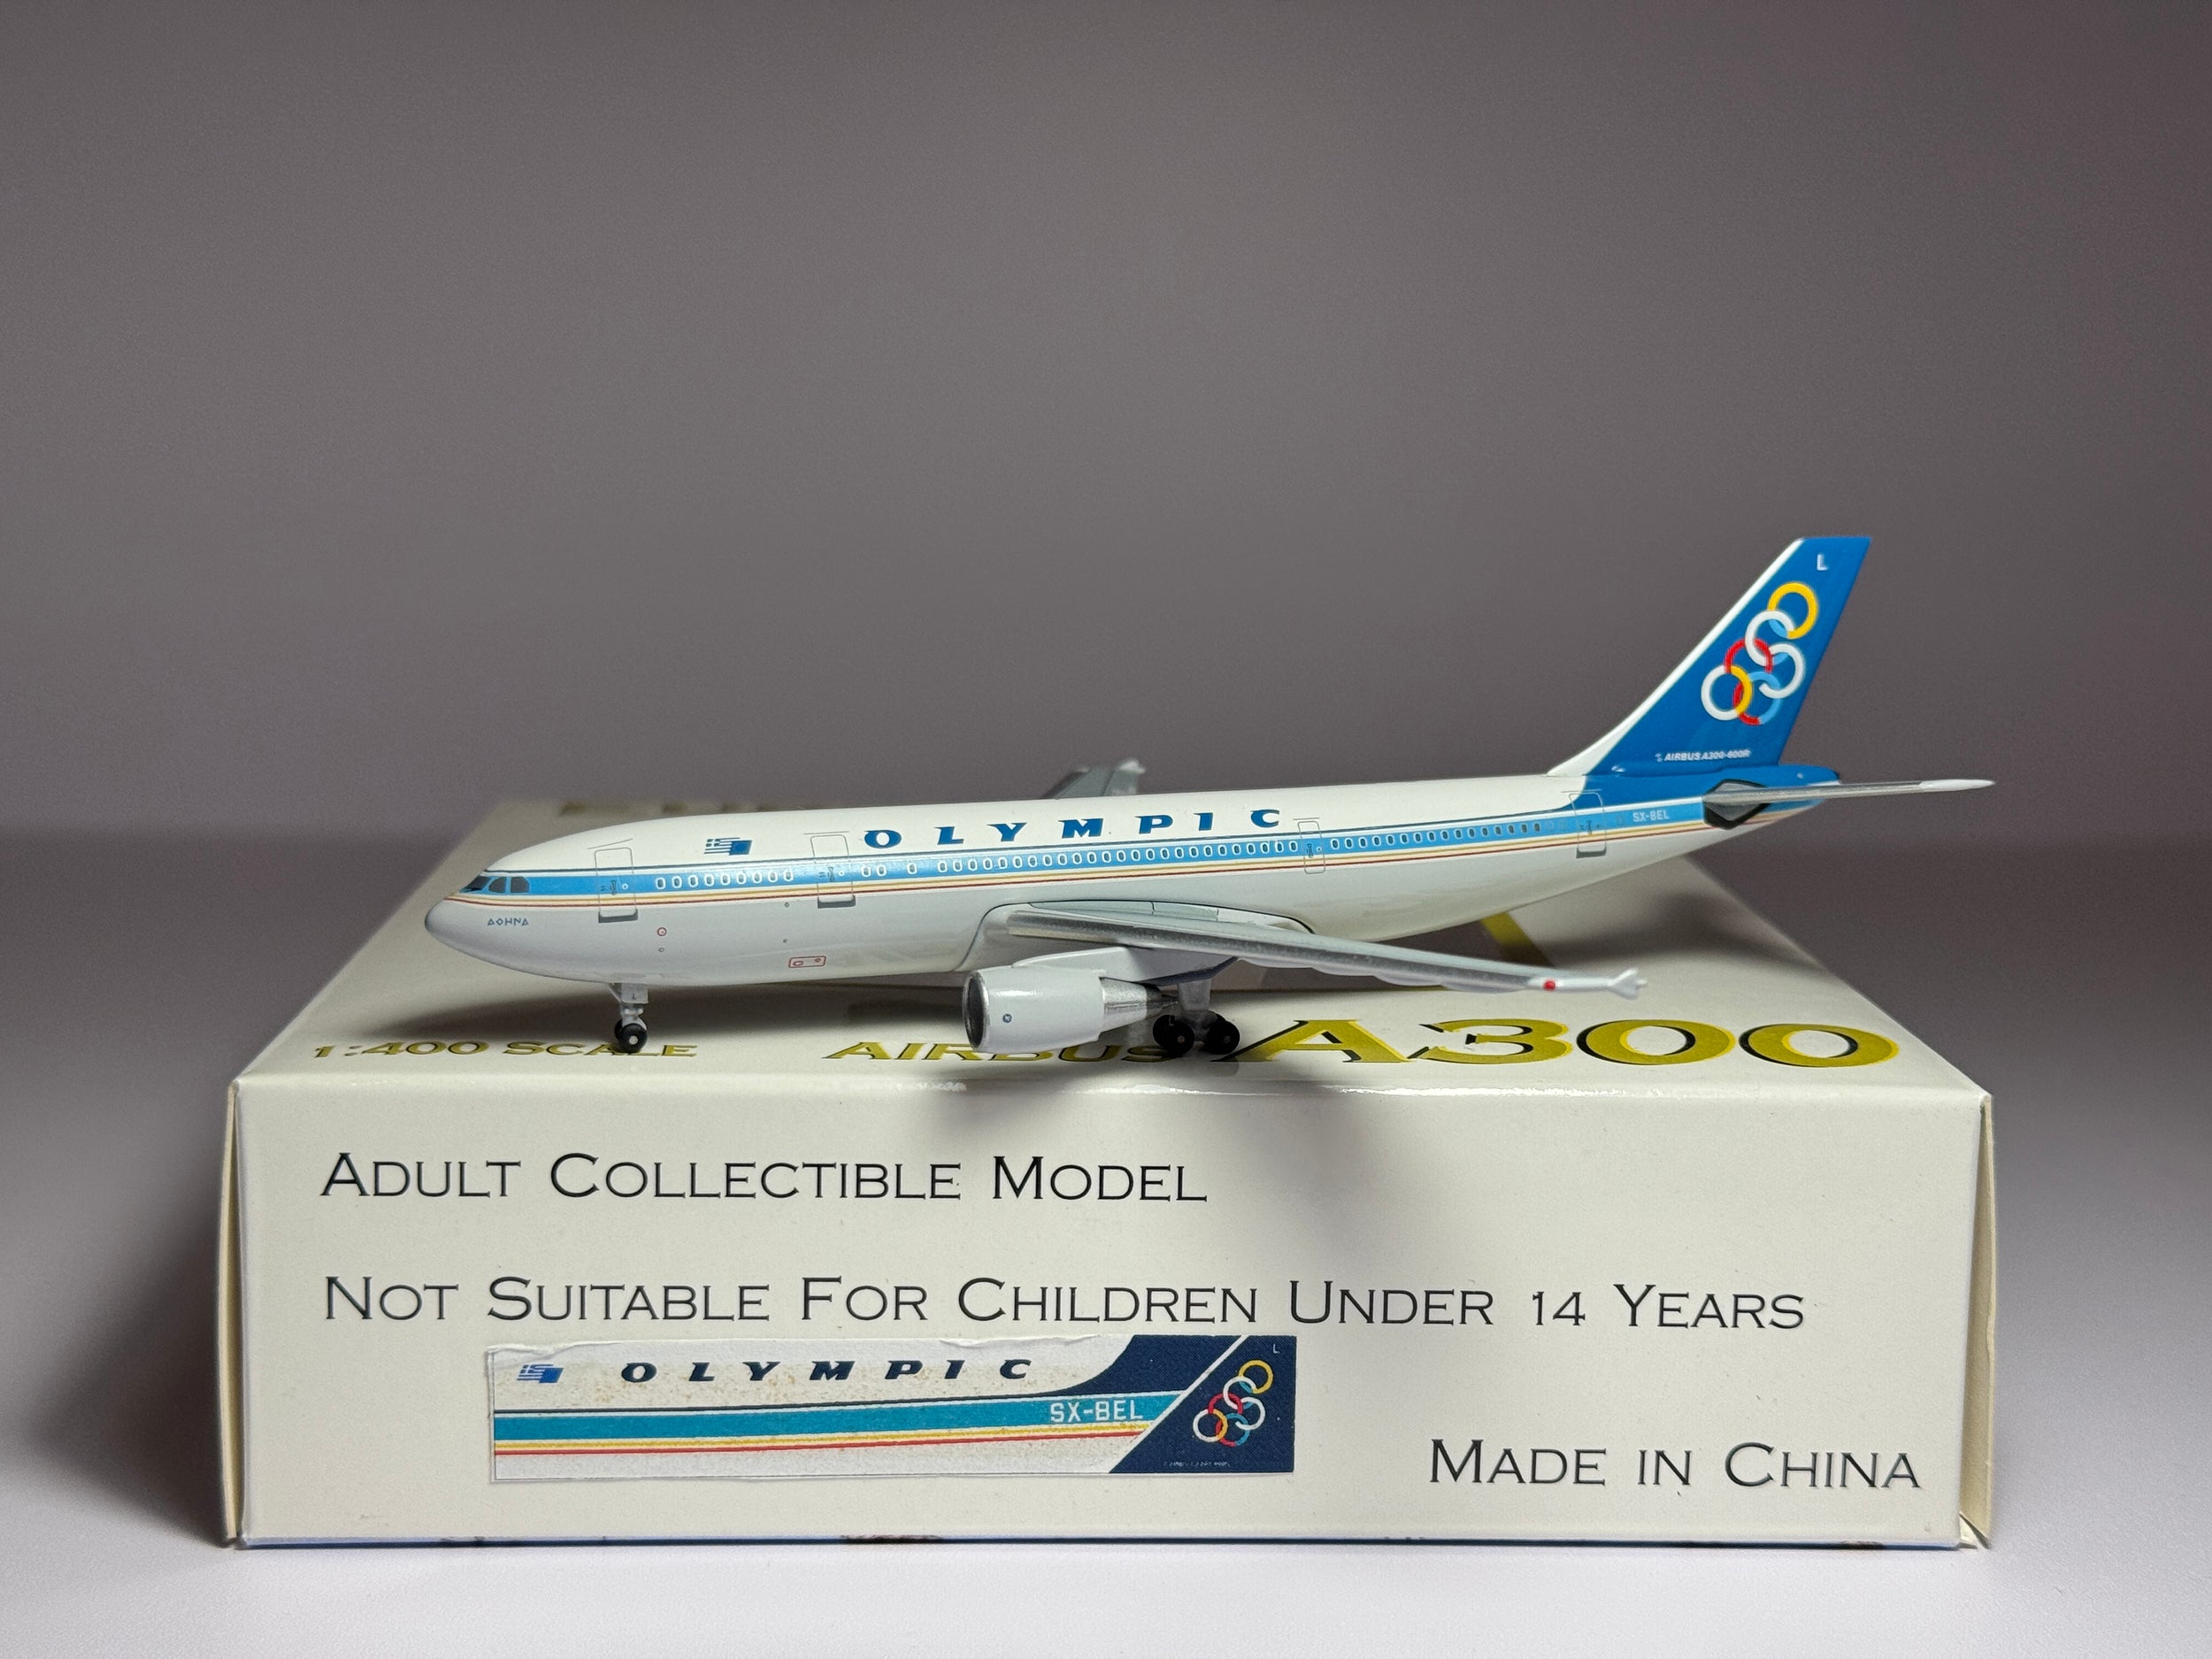 L
AIRBUS A300-600R
OLYMPIC
SX-BEL
ΑΘΗΝΑ
1:400 SCALE AIRBUS A300
ADULT COLLECTIBLE MODEL
NOT SUITABLE FOR CHILDREN UNDER 14 YEARS
L
OLYMPIC
SX-BEL
MADE IN CHINA